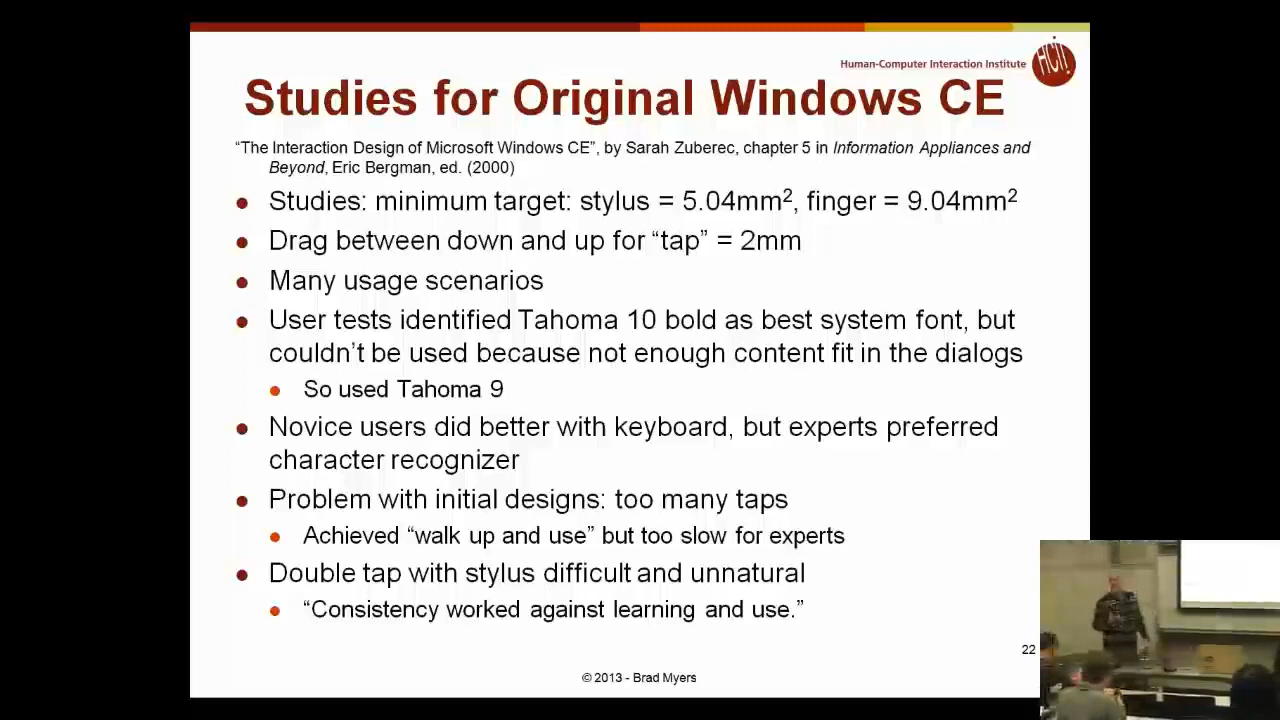 Human-Computer Interaction Institute
HCII
Studies for Original Windows CE
“The Interaction Design of Microsoft Windows CE”, by Sarah Zuberec, chapter 5 in Information Appliances and
Beyond, Eric Bergman, ed. (2000)
Studies: minimum target: stylus = 5.04mm², finger = 9.04mm²
Drag between down and up for “tap” = 2mm
Many usage scenarios
User tests identified Tahoma 10 bold as best system font, but
couldn’t be used because not enough content fit in the dialogs
So used Tahoma 9
Novice users did better with keyboard, but experts preferred
character recognizer
Problem with initial designs: too many taps
Achieved “walk up and use” but too slow for experts
Double tap with stylus difficult and unnatural
“Consistency worked against learning and use.”
22
© 2013 - Brad Myers